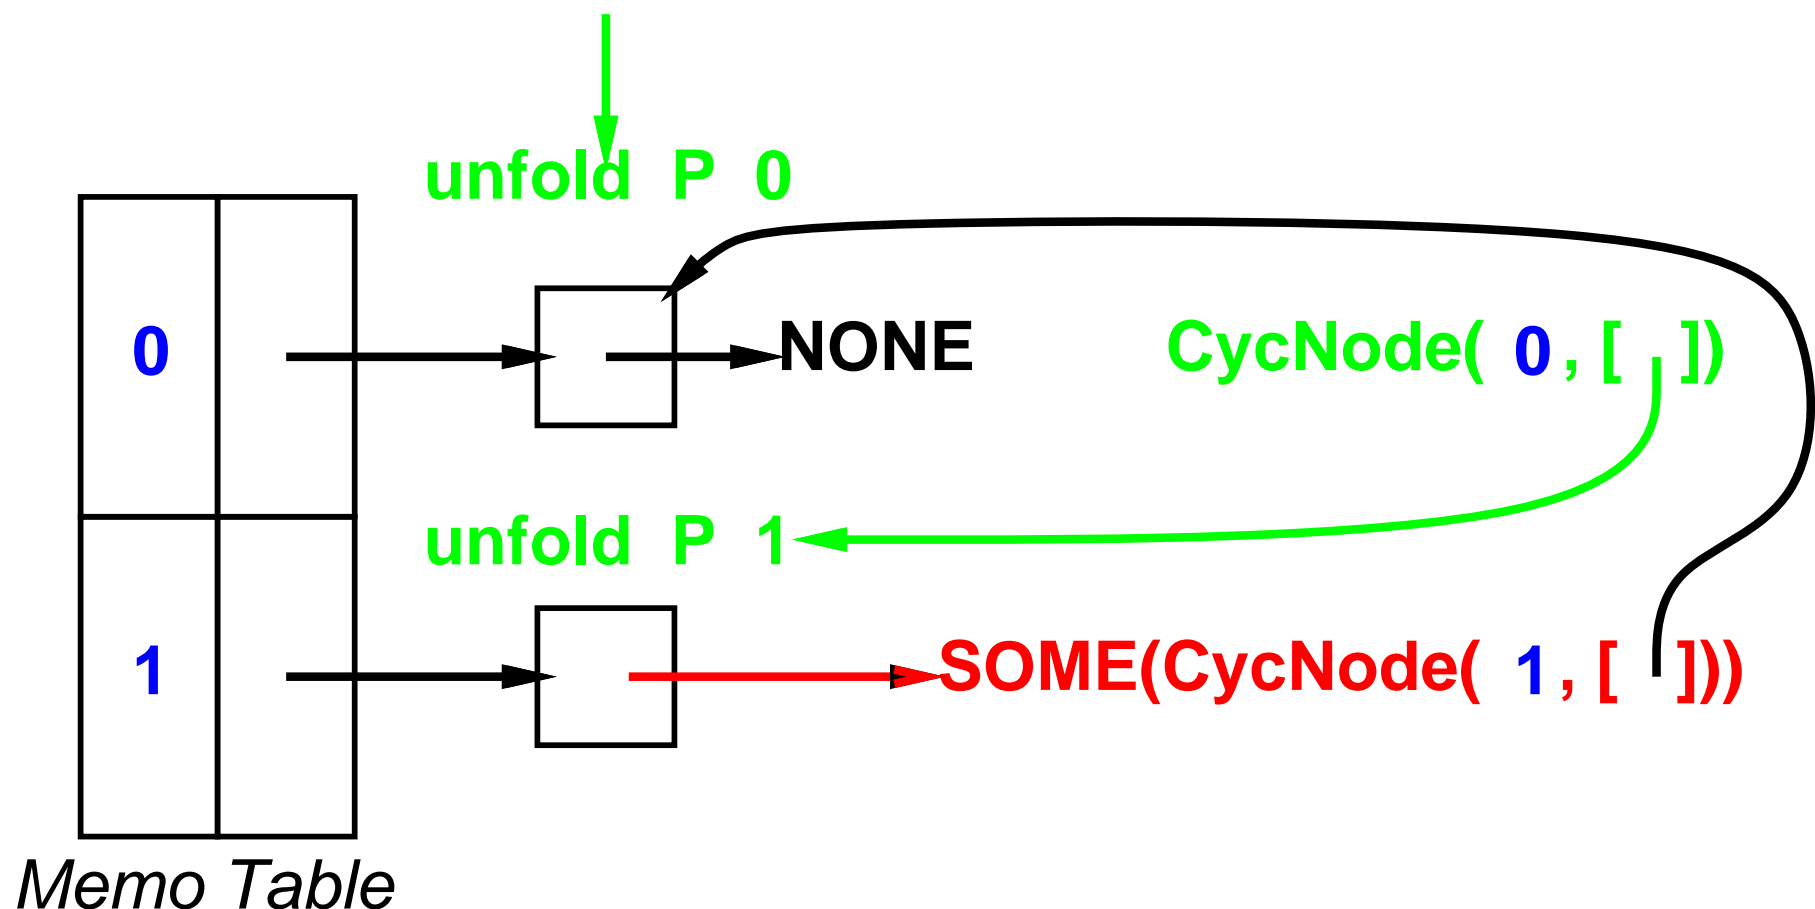 unfold P 0
0 NONE CycNode( 0 , [ ])
unfold P 1
1 SOME(CycNode( 1 , [ ]))
Memo Table